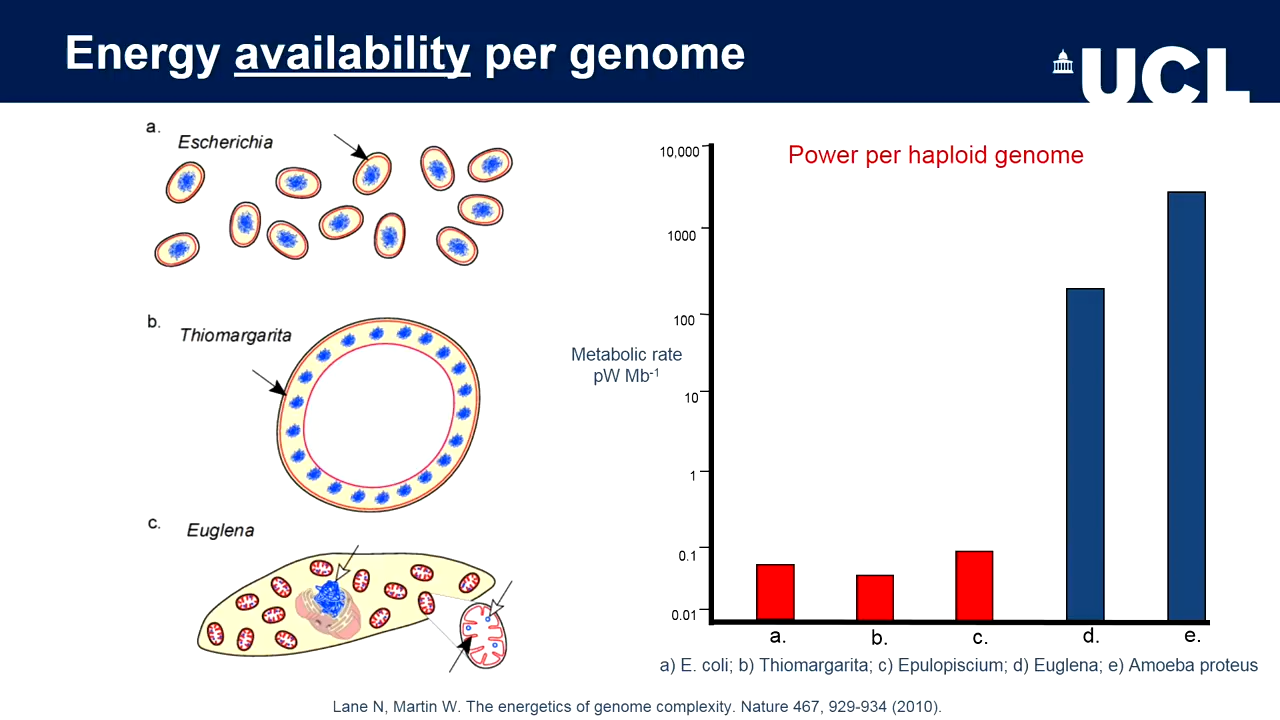 Energy availability per genome
UCL
a.
Escherichia
b.
Thiomargarita
c.
Euglena
Power per haploid genome
10,000
1000
100
Metabolic rate
pW Mb⁻¹
10
1
0.1
0.01
a.
b.
c.
d.
e.
a) E. coli; b) Thiomargarita; c) Epulopiscium; d) Euglena; e) Amoeba proteus
Lane N, Martin W. The energetics of genome complexity. Nature 467, 929-934 (2010).